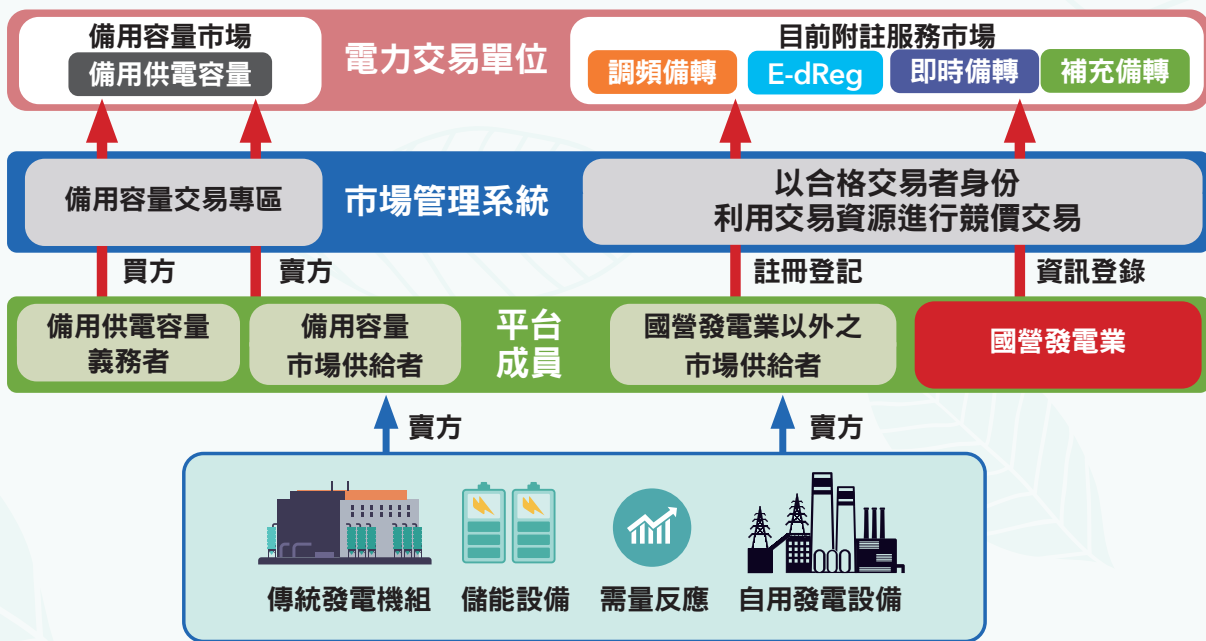 備用容量市場
備用供電容量
電力交易單位
目前附註服務市場
調頻備轉
E-dReg
即時備轉
補充備轉
備用容量交易專區
市場管理系統
以合格交易者身份
利用交易資源進行競價交易
買方
賣方
註冊登記
資訊登錄
備用供電容量
義務者
備用容量
市場供給者
平台
成員
國營發電業以外之
市場供給者
國營發電業
賣方
賣方
傳統發電機組
儲能設備
需量反應
自用發電設備